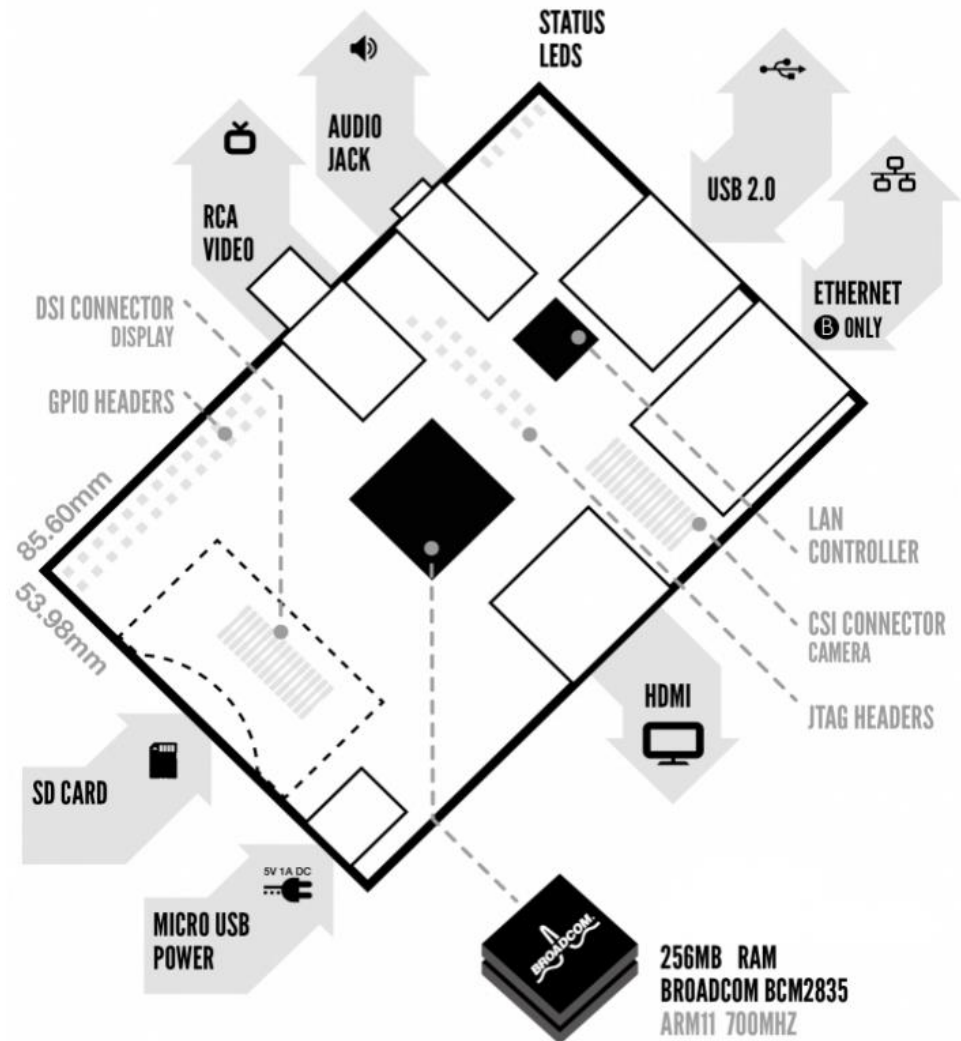 STATUS
LEDS
AUDIO
JACK
RCA
VIDEO
USB 2.0
ETHERNET
B ONLY
DSI CONNECTOR
DISPLAY
GPIO HEADERS
85.60mm
53.98mm
LAN
CONTROLLER
CSI CONNECTOR
CAMERA
JTAG HEADERS
HDMI
SD CARD
5V 1A DC
MICRO USB
POWER
BROADCOM.
256MB RAM
BROADCOM BCM2835
ARM11 700MHZ